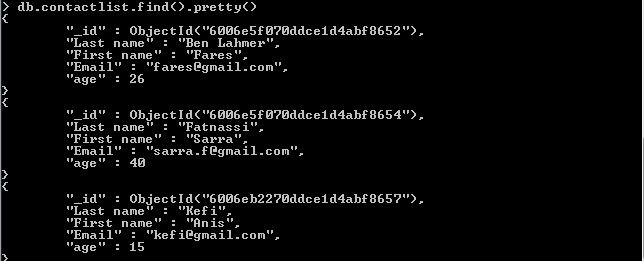 > db.contactlist.find().pretty()
{
"_id" : ObjectId("6006e5f070ddce1d4abf8652"),
"Last name" : "Ben Lahmer",
"First name" : "Fares",
"Email" : "fares@gmail.com",
"age" : 26
}
{
"_id" : ObjectId("6006e5f070ddce1d4abf8654"),
"Last name" : "Fatnassi",
"First name" : "Sarra",
"Email" : "sarra.f@gmail.com",
"age" : 40
}
{
"_id" : ObjectId("6006eb2270ddce1d4abf8657"),
"Last name" : "Kefi",
"First name" : "Anis",
"Email" : "kefi@gmail.com",
"age" : 15
}